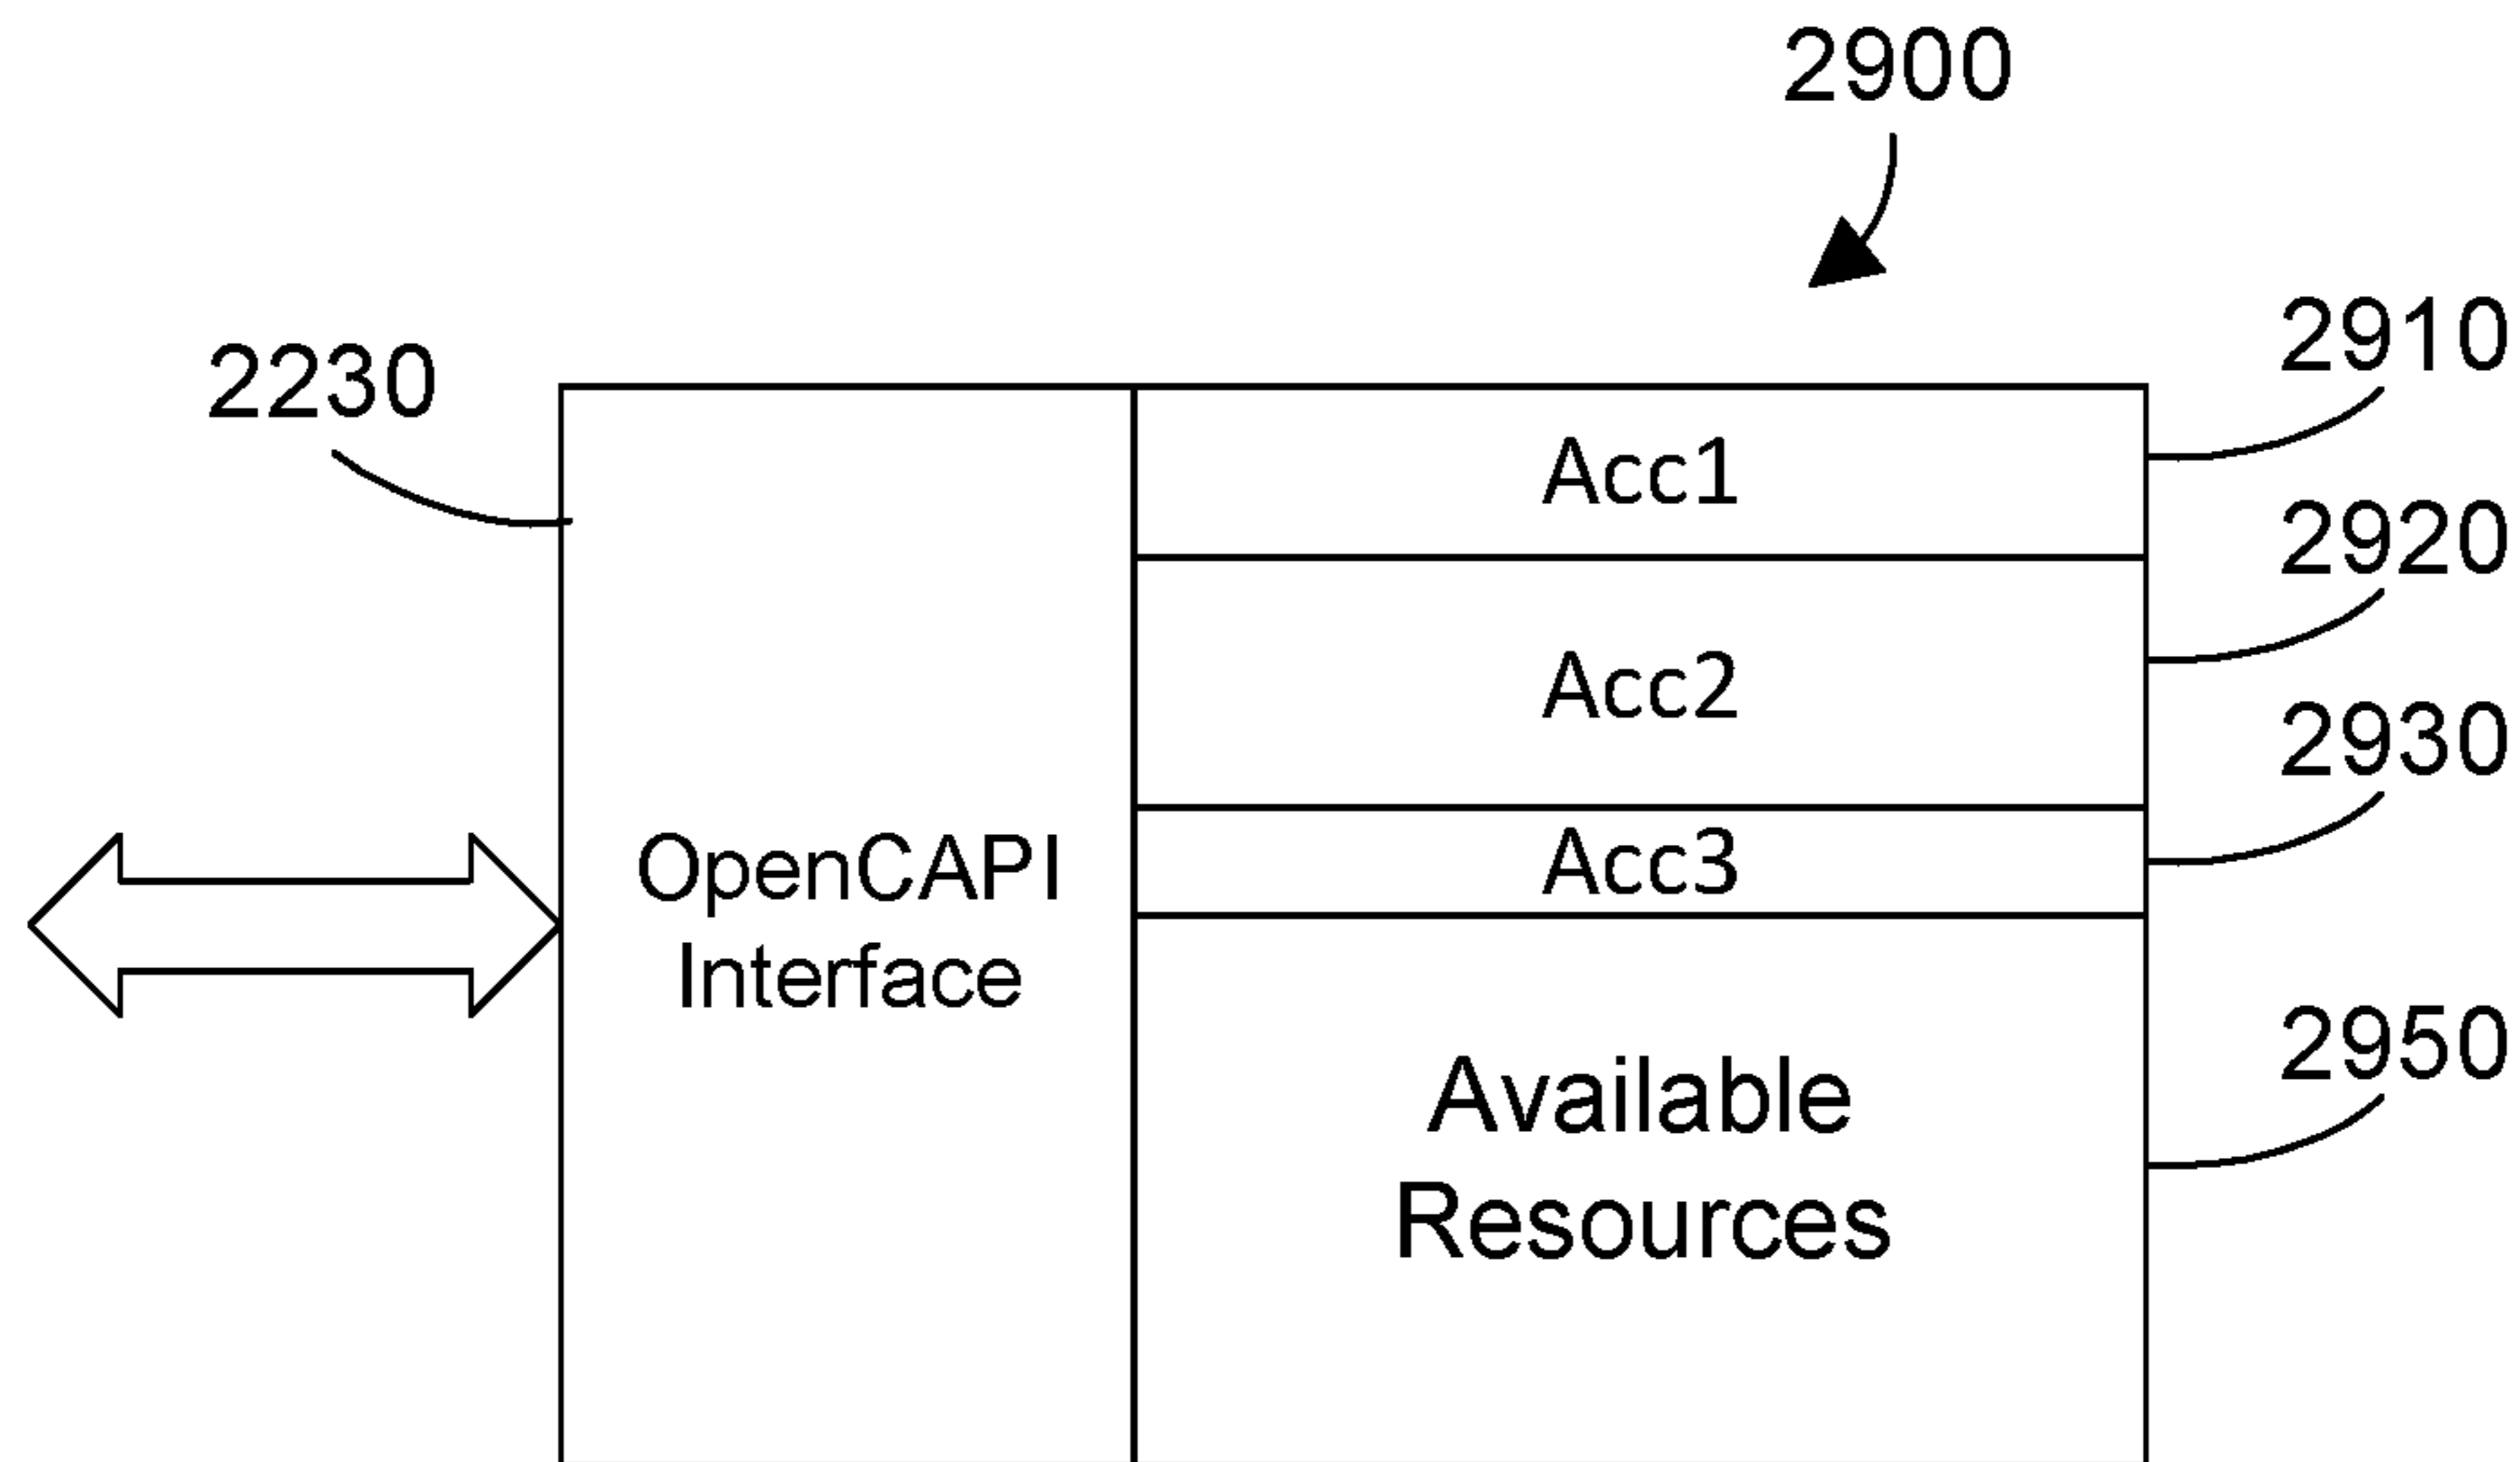 2900
2910
2230
Acc1
2920
Acc2
2930
Acc3
OpenCAPI
Interface
2950
Available
Resources